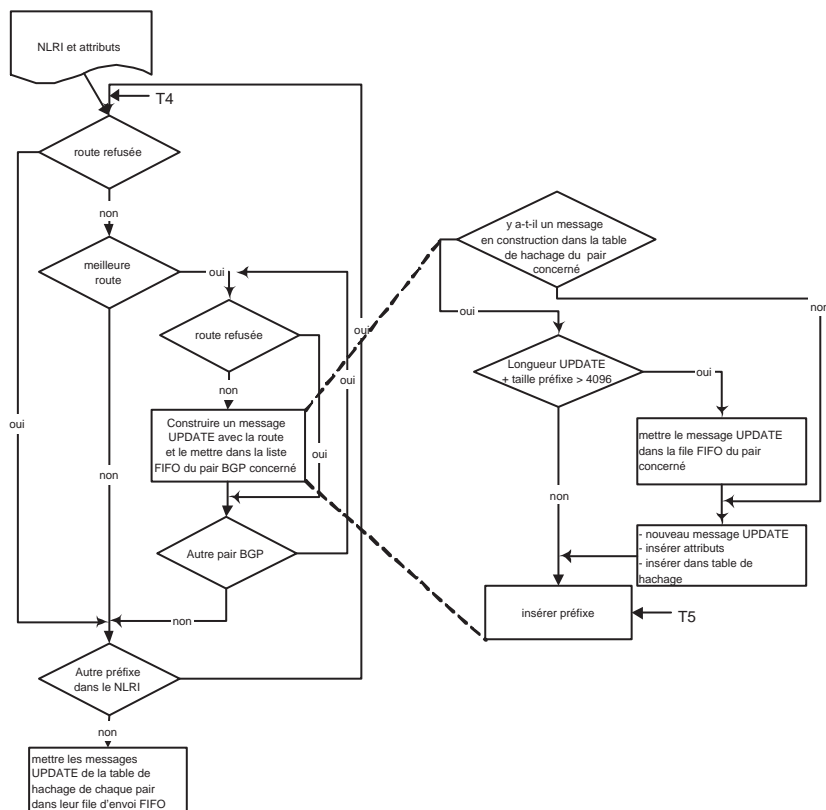 NLRI et attributs
T4
route refusée
non
meilleure
route
oui
route refusée
oui
oui
non
Construire un message
UPDATE avec la route
et le mettre dans la liste
FIFO du pair BGP concerné
oui
oui
non
Autre pair BGP
non
Autre préfixe
dans le NLRI
non
mettre les messages
UPDATE de la table de
hachage de chaque pair
dans leur file d'envoi FIFO
y a-t-il un message
en construction dans la table
de hachage du pair
concerné
oui
non
Longueur UPDATE
+ taille préfixe > 4096
oui
mettre le message UPDATE
dans la file FIFO du pair
concerné
non
- nouveau message UPDATE
- insérer attributs
- insérer dans table de
hachage
insérer préfixe
T5